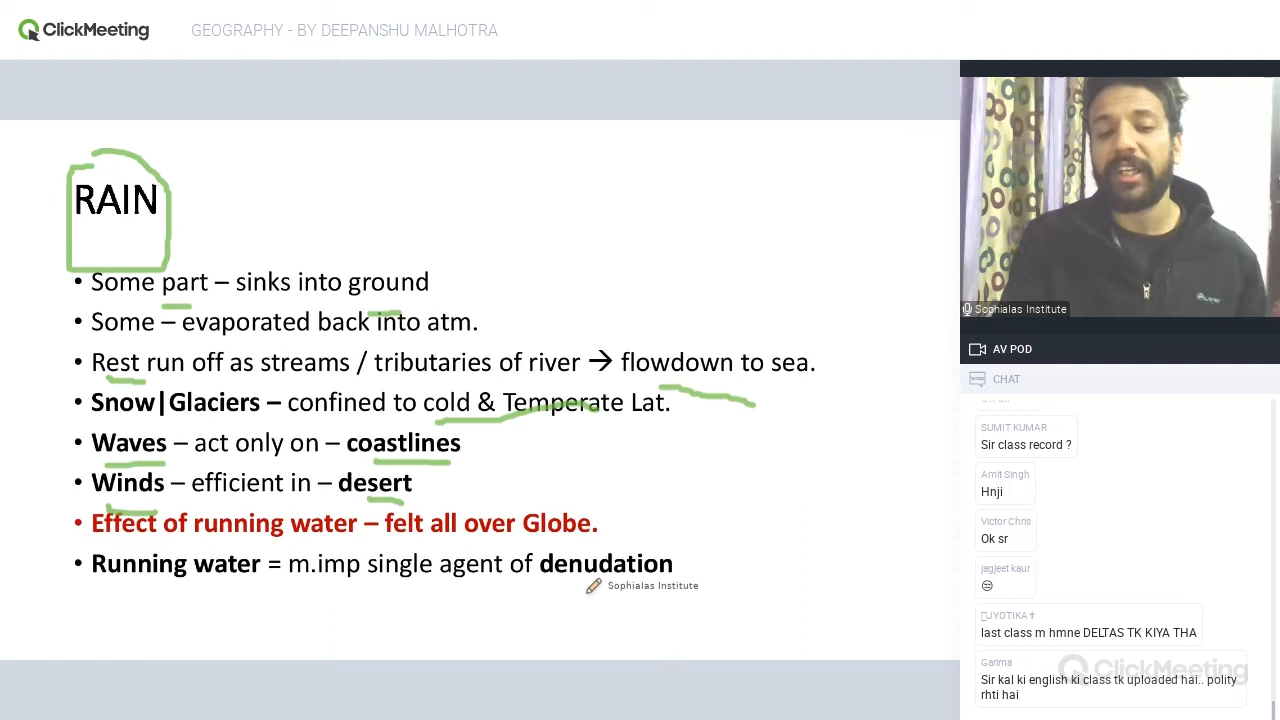 ClickMeeting
GEOGRAPHY - BY DEEPANSHU MALHOTRA
RAIN
• Some part – sinks into ground
• Some – evaporated back into atm.
• Rest run off as streams / tributaries of river → flowdown to sea.
• Snow|Glaciers – confined to cold & Temperate Lat.
• Waves – act only on – coastlines
• Winds – efficient in – desert
• Effect of running water – felt all over Globe.
• Running water = m.imp single agent of denudation
Sophialas Institute
Sophialas Institute
AV POD
CHAT
SUMIT KUMAR
Sir class record ?
Amit Singh
Hnji
Victor Chris
Ok sr
jagjeet kaur
😒
JYOTIKA✝
last class m hmne DELTAS TK KIYA THA
Garima
Sir kal ki english ki class tk uploaded hai.. polity
rhti hai
ClickMeeting